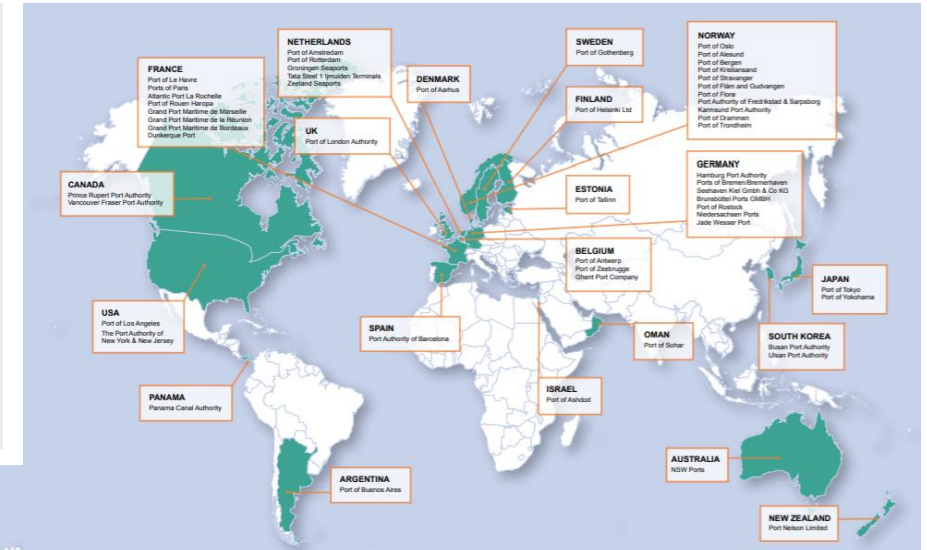 NETHERLANDS
Port of Amstredam
Port of Rotterdam
Groningen Seaports
Tata Steel 1 Ijmuiden Terminals
Zeeland Seaports
SWEDEN
Port of Gothenberg
NORWAY
Port of Oslo
Port of Alesund
Port of Bergen
Port of Kristiansand
Port of Stravanger
Port of Flåm and Gudvangen
Port of Flora
Port Authority of Fredrikstad & Sarpsborg
Karmsund Port Authority
Port of Drammen
Port of Trondheim
FRANCE
Port of Le Havre
Ports of Paris
Atlantic Port La Rochelle
Port of Rouen Haropa
Grand Port Maritime de Marseille
Grand Port Maritime de la Réunion
Grand Port Maritime de Bordeaux
Dunkerque Port
DENMARK
Port of Aarhus
FINLAND
Port of Helsinki Ltd
UK
Port of London Authority
CANADA
Prince Rupert Port Authority
Vancouver Fraser Port Authority
ESTONIA
Port of Tallinn
GERMANY
Hamburg Port Authority
Ports of Bremen/Bremerhaven
Seehaven Kiel Gmbh & Co KG
Brunsbüttel Ports GMBH
Port of Rostock
Niedersachsen Ports
Jade Wesser Port
BELGIUM
Port of Antwerp
Port of Zeebrugge
Ghent Port Company
JAPAN
Port of Tokyo
Port of Yokohama
USA
Port of Los Angeles
The Port Authority of
New York & New Jersey
SPAIN
Port Authority of Barcelona
OMAN
Port of Sohar
SOUTH KOREA
Busan Port Authority
Ulsan Port Authority
PANAMA
Panama Canal Authority
ISRAEL
Port of Ashdod
AUSTRALIA
NSW Ports
ARGENTINA
Port of Buenos Aires
NEW ZEALAND
Port Nelson Limited